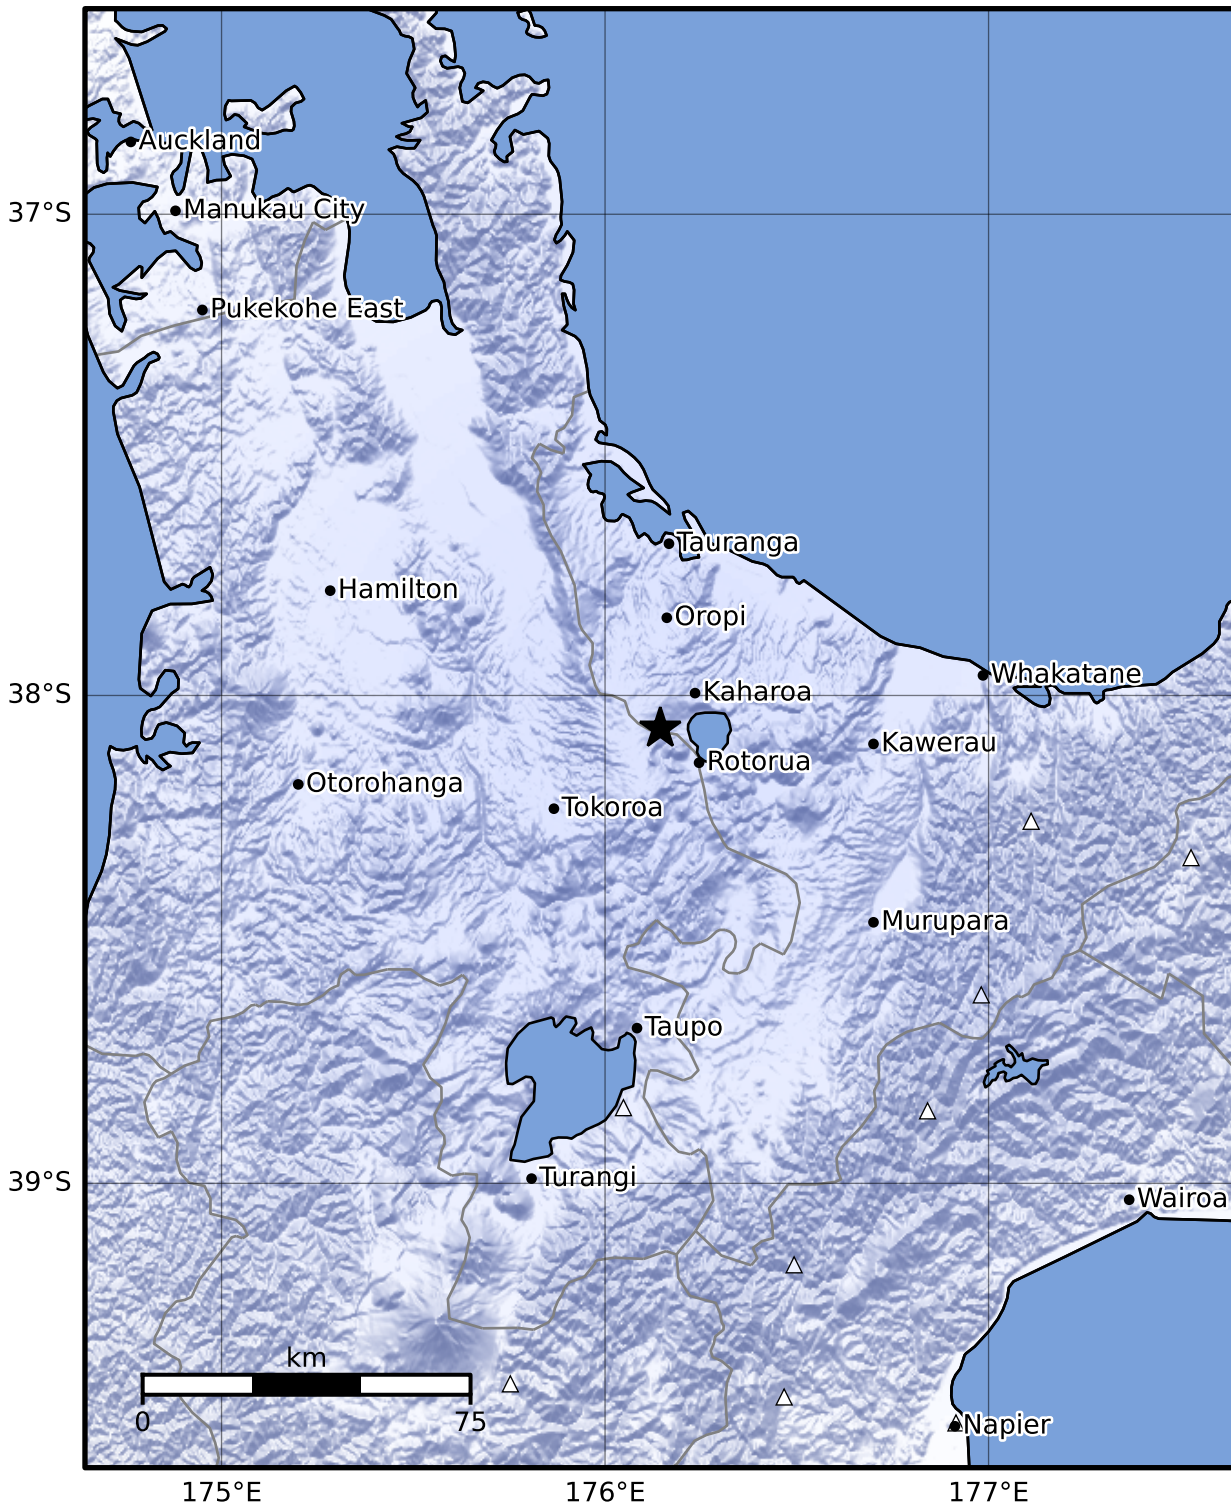 Auckland
37°S
Manukau City
Pukekohe East
Tauranga
Hamilton
Oropi
Whakatane
38°S
Kaharoa
Kawerau
Rotorua
Otorohanga
Tokoroa
Murupara
Taupo
Turangi
39°S
Wairoa
km
0
75
Napier
175°E
176°E
177°E